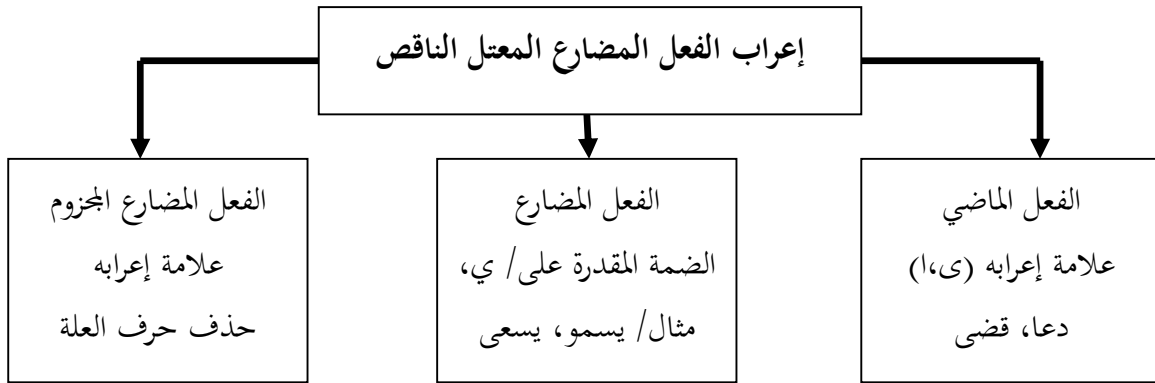 إعراب الفعل المضارع المعتل الناقص
الفعل الماضي
علامة إعرابه (ى،ا)
دعا، قضى
الفعل المضارع
الضمة المقدرة على/ ي،
مثال/ يسمو، يسعى
الفعل المضارع المجزوم
علامة إعرابه
حذف حرف العلة